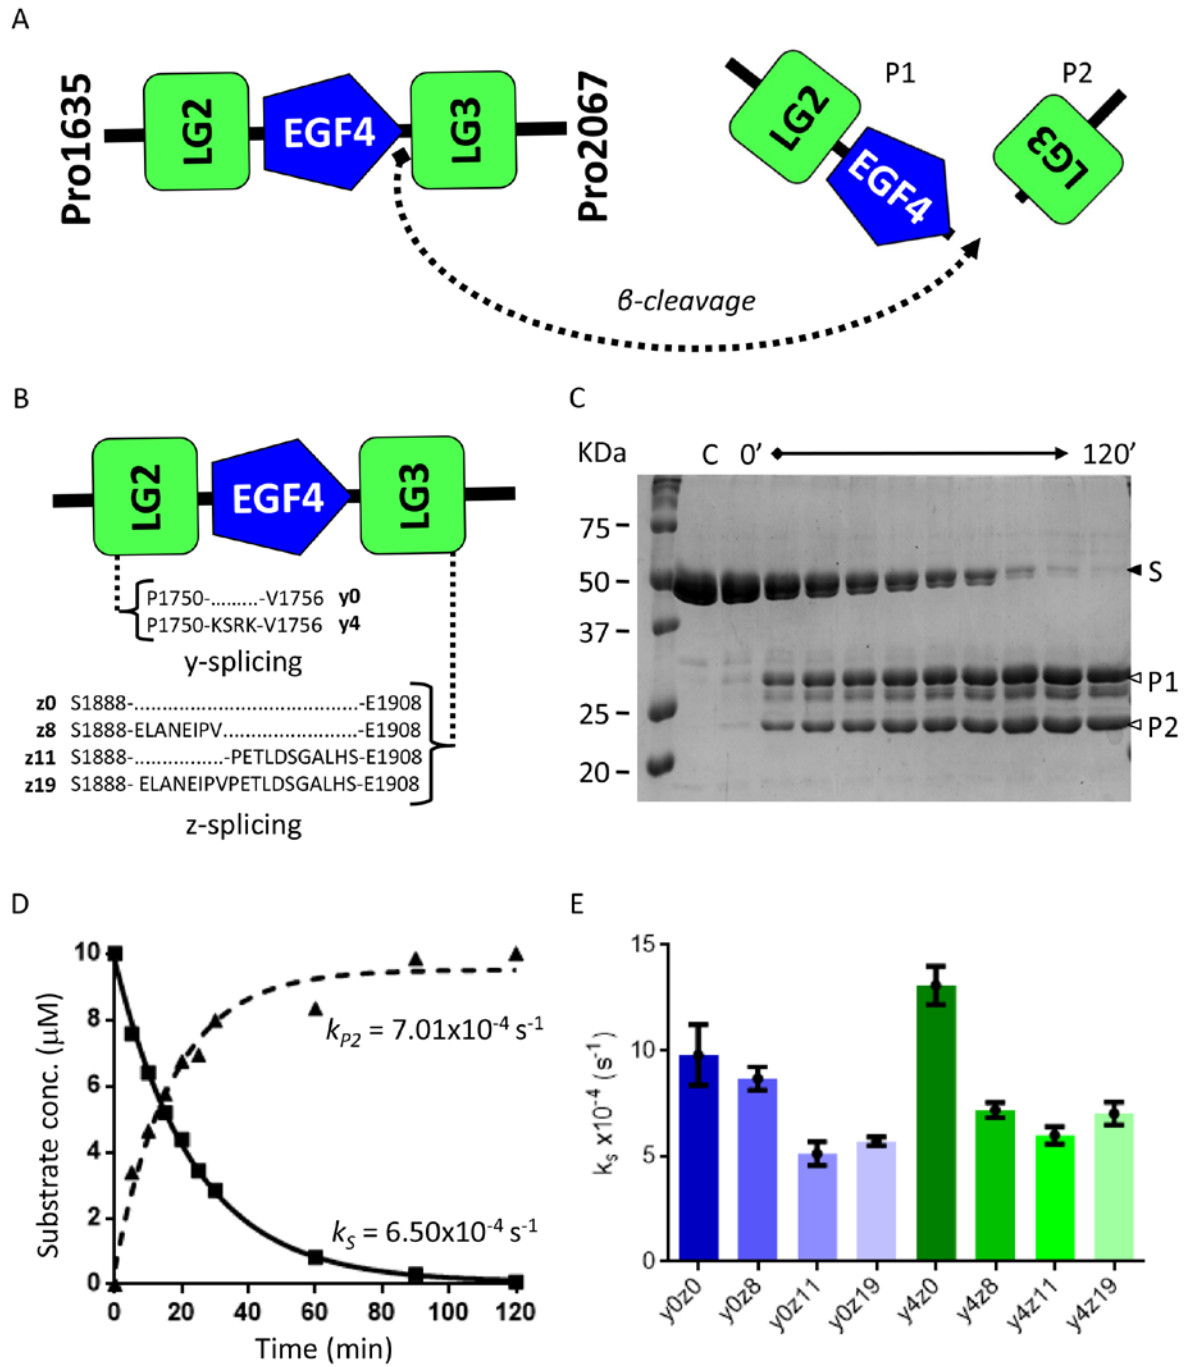 A
Pro1635
LG2
EGF4
LG3
Pro2067
LG2
EGF4
P1
P2
LG3
β-cleavage
B
LG2
EGF4
LG3
P1750-.........-V1756 y0
P1750-KSRK-V1756 y4
y-splicing
z0 S1888-......................................-E1908
z8 S1888-ELANEIPV........................-E1908
z11 S1888-................-PETLDSGALHS-E1908
z19 S1888- ELANEIPVPETLDSGALHS-E1908
z-splicing
C
KDa C 0’ 120’
75
50
37
25
20
S
P1
P2
D
Substrate conc. (µM)
10
8
6
4
2
0
kP2 = 7.01x10-4 s-1
kS = 6.50x10-4 s-1
0 20 40 60 80 100 120
Time (min)
E
kS x10-4 (s-1)
15
10
5
0
y0z0 y0z8 y0z11 y0z19 y4z0 y4z8 y4z11 y4z19